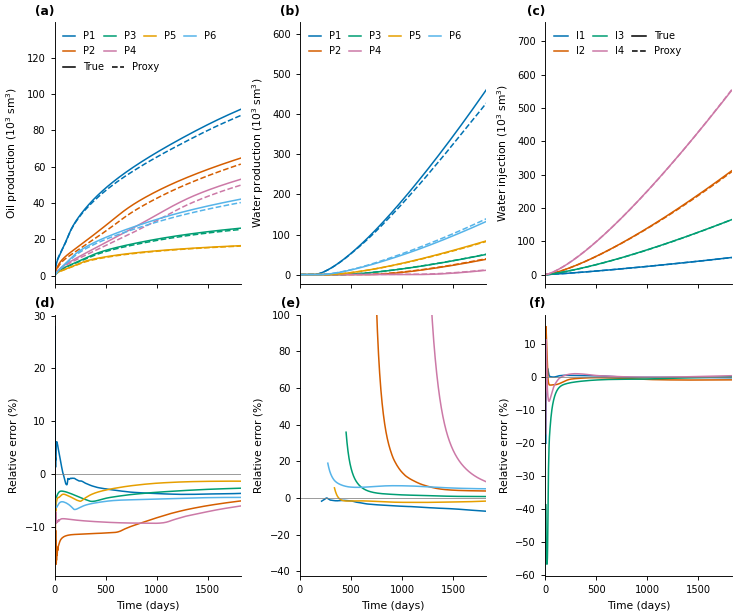 (a) (b) (c)
P1 P3 P5 P6
P2 P4
True Proxy
Oil production (10³ sm³)
0
20
40
60
80
100
120
P1 P3 P5 P6
P2 P4
Water production (10³ sm³)
0
100
200
300
400
500
600
I1 I3 True
I2 I4 Proxy
Water injection (10³ sm³)
0
100
200
300
400
500
600
700
(d) (e) (f)
Relative error (%)
30
20
10
0
−10
0 500 1000 1500
Time (days)
Relative error (%)
100
80
60
40
20
0
−20
−40
0 500 1000 1500
Time (days)
Relative error (%)
10
0
−10
−20
−30
−40
−50
−60
0 500 1000 1500
Time (days)